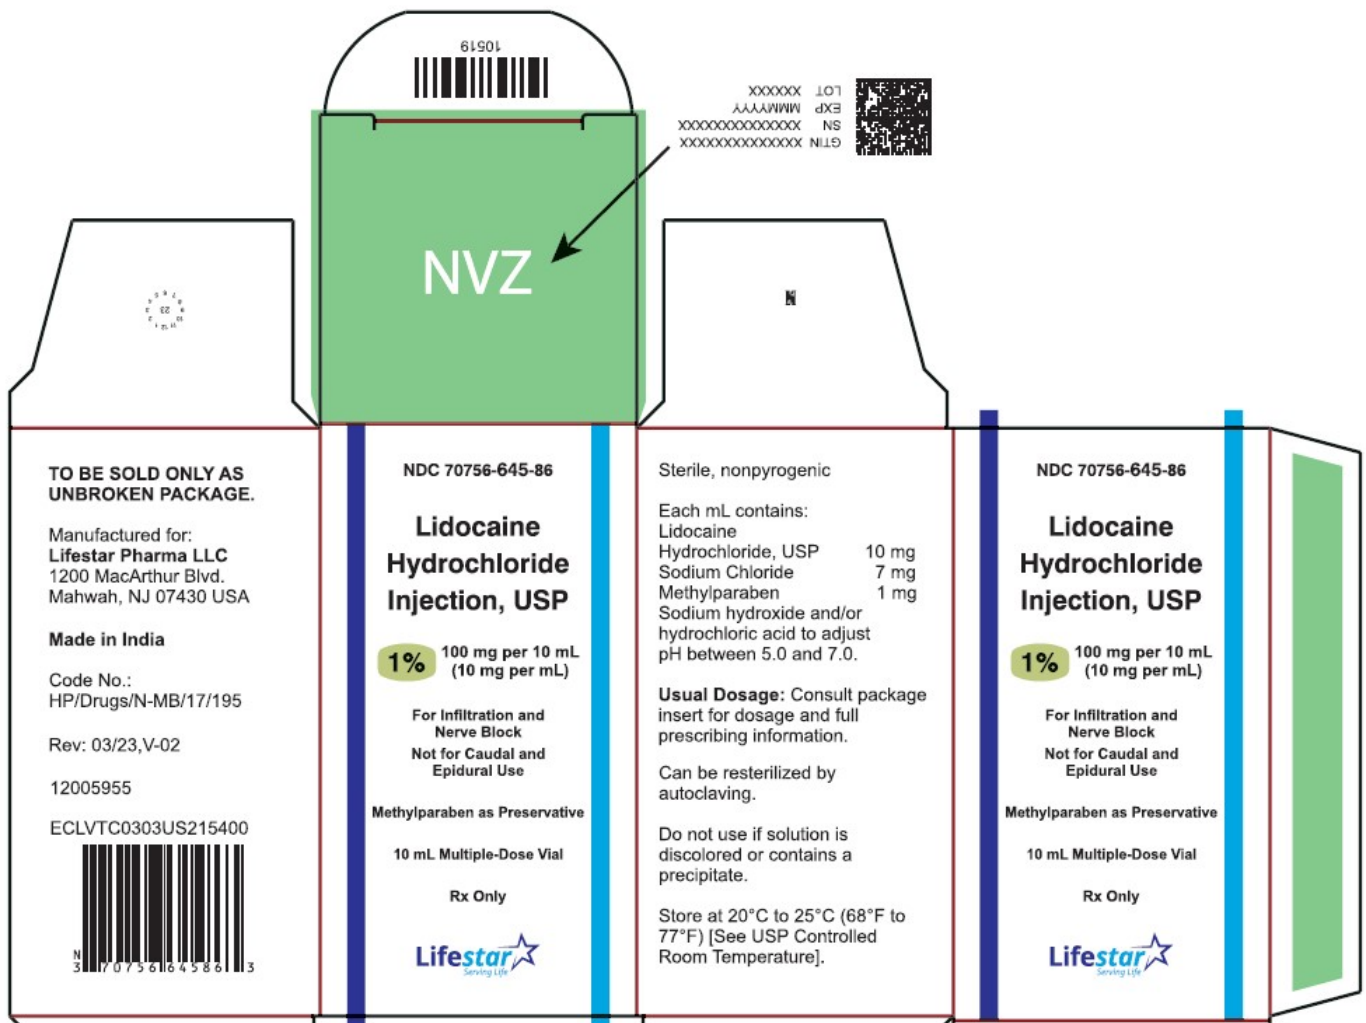 10519
LOT XXXXXX
EXP MMMYYYY
SN XXXXXXXXXXXXXX
GTIN XXXXXXXXXXXXXX
NVZ
23
N
TO BE SOLD ONLY AS
UNBROKEN PACKAGE.
Manufactured for:
Lifestar Pharma LLC
1200 MacArthur Blvd.
Mahwah, NJ 07430 USA
Made in India
Code No.:
HP/Drugs/N-MB/17/195
Rev: 03/23,V-02
12005955
ECLVTC0303US215400
N
3 70756 64586 3
NDC 70756-645-86
Lidocaine
Hydrochloride
Injection, USP
1% 100 mg per 10 mL
(10 mg per mL)
For Infiltration and
Nerve Block
Not for Caudal and
Epidural Use
Methylparaben as Preservative
10 mL Multiple-Dose Vial
Rx Only
Lifestar
Serving Life
Sterile, nonpyrogenic
Each mL contains:
Lidocaine
Hydrochloride, USP 10 mg
Sodium Chloride 7 mg
Methylparaben 1 mg
Sodium hydroxide and/or
hydrochloric acid to adjust
pH between 5.0 and 7.0.
Usual Dosage: Consult package
insert for dosage and full
prescribing information.
Can be resterilized by
autoclaving.
Do not use if solution is
discolored or contains a
precipitate.
Store at 20°C to 25°C (68°F to
77°F) [See USP Controlled
Room Temperature].
NDC 70756-645-86
Lidocaine
Hydrochloride
Injection, USP
1% 100 mg per 10 mL
(10 mg per mL)
For Infiltration and
Nerve Block
Not for Caudal and
Epidural Use
Methylparaben as Preservative
10 mL Multiple-Dose Vial
Rx Only
Lifestar
Serving Life